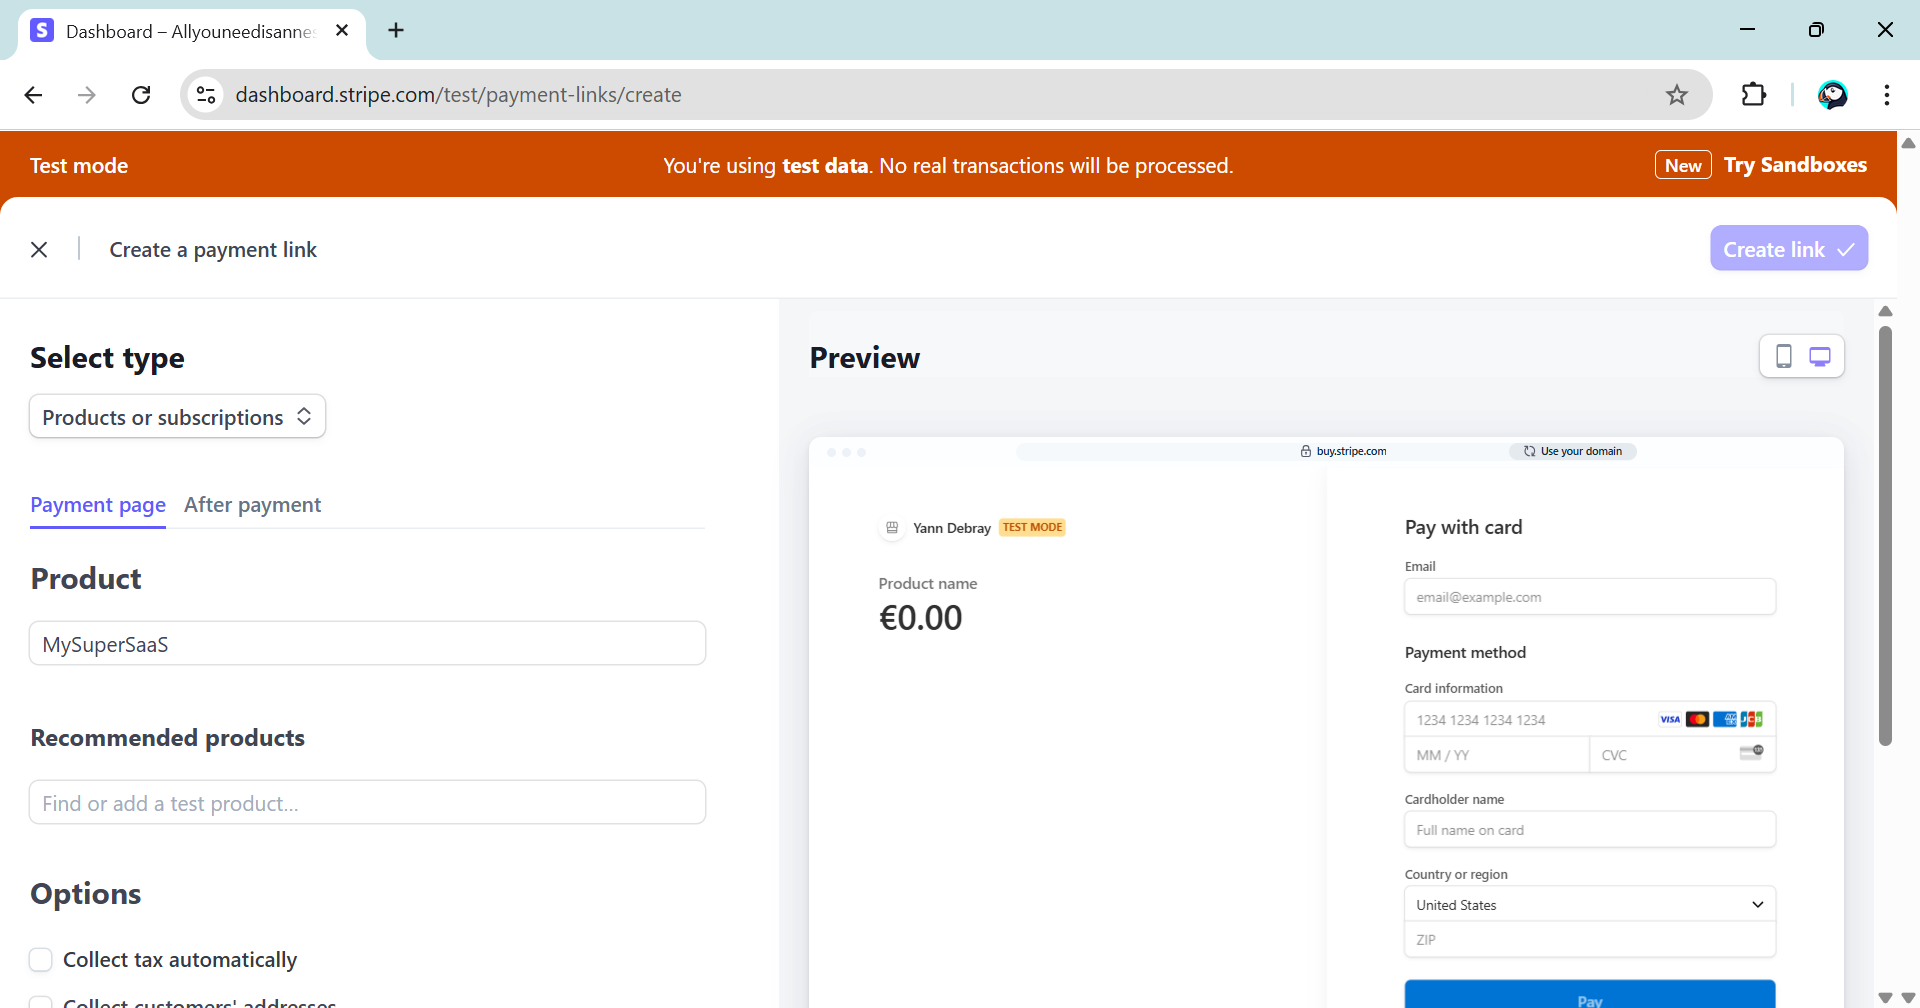 Dashboard – Allyouneedisannes
dashboard.stripe.com/test/payment-links/create
Test mode
You're using test data. No real transactions will be processed.
New Try Sandboxes
Create a payment link
Create link
Select type
Products or subscriptions
Payment page After payment
Product
MySuperSaaS
Recommended products
Find or add a test product...
Options
Collect tax automatically
Collect customers' addresses
Preview
buy.stripe.com
Use your domain
Yann Debray TEST MODE
Product name
€0.00
Pay with card
Email
email@example.com
Payment method
Card information
1234 1234 1234 1234 VISA
MM / YY CVC
Cardholder name
Full name on card
Country or region
United States
ZIP
Pay